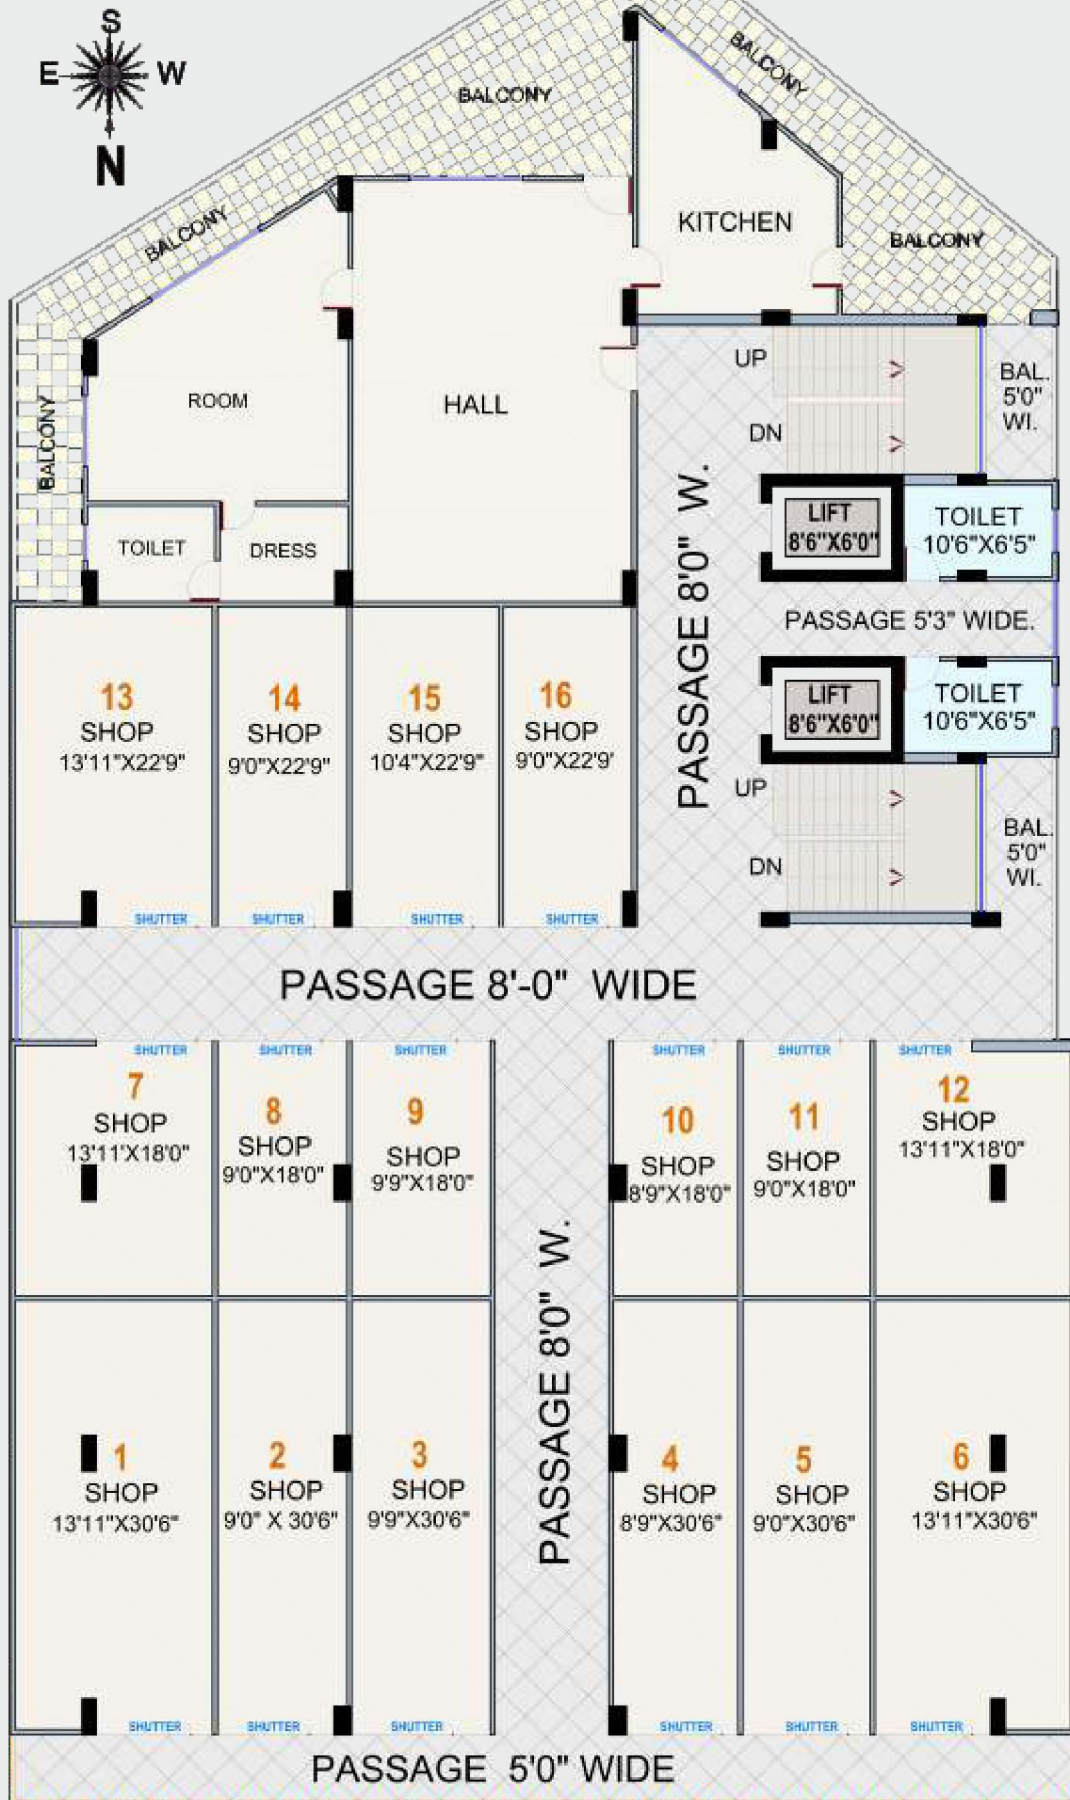 S
E W
N
BALCONY
BALCONY
BALCONY
BALCONY
BALCONY
BALCONY
KITCHEN
ROOM
HALL
TOILET
DRESS
UP
DN
BAL.
5'0"
WI.
LIFT
8'6"X6'0"
TOILET
10'6"X6'5"
PASSAGE 8'0" W.
PASSAGE 5'3" WIDE.
LIFT
8'6"X6'0"
TOILET
10'6"X6'5"
UP
DN
BAL.
5'0"
WI.
13
SHOP
13'11"X22'9"
SHUTTER
14
SHOP
9'0"X22'9"
SHUTTER
15
SHOP
10'4"X22'9"
SHUTTER
16
SHOP
9'0"X22'9'
SHUTTER
PASSAGE 8'-0" WIDE
SHUTTER
7
SHOP
13'11'X18'0"
SHUTTER
8
SHOP
9'0"X18'0"
SHUTTER
9
SHOP
9'9"X18'0"
SHUTTER
10
SHOP
8'9"X18'0"
SHUTTER
11
SHOP
9'0"X18'0"
SHUTTER
12
SHOP
13'11"X18'0"
PASSAGE 8'0" W.
1
SHOP
13'11"X30'6"
SHUTTER
2
SHOP
9'0" X 30'6"
SHUTTER
3
SHOP
9'9"X30'6"
SHUTTER
4
SHOP
8'9"X30'6"
SHUTTER
5
SHOP
9'0"X30'6"
SHUTTER
6
SHOP
13'11"X30'6"
SHUTTER
PASSAGE 5'0" WIDE